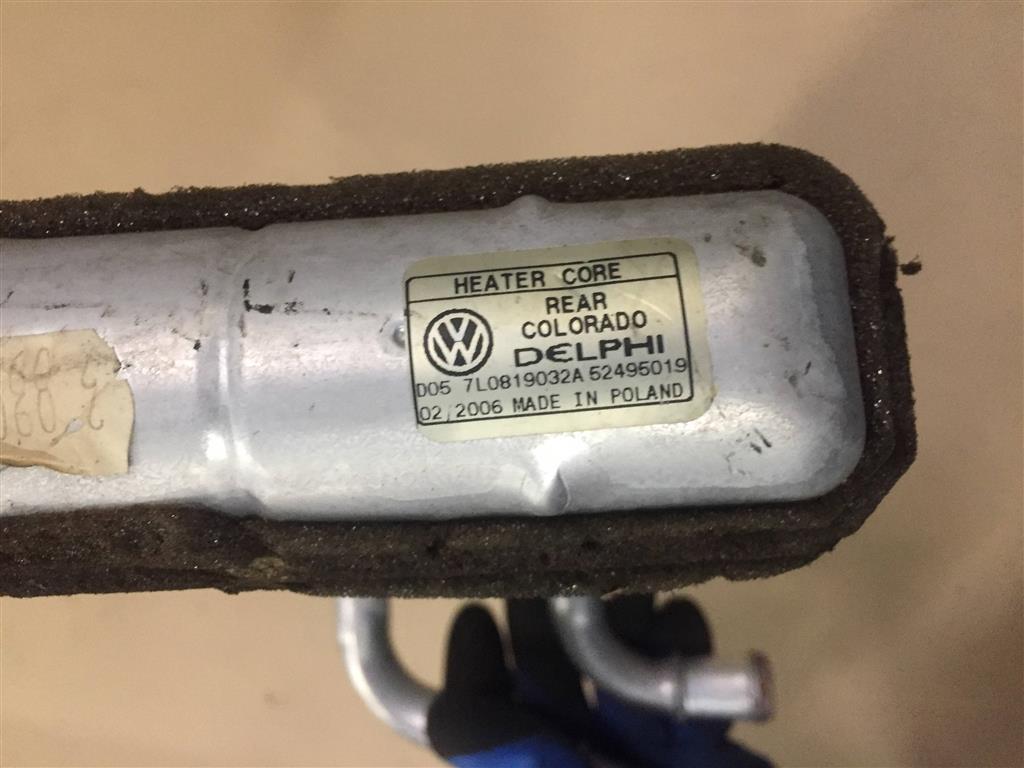 HEATER CORE
REAR
COLORADO
DELPHI
D05 7L0819032A 52495019
02/2006 MADE IN POLAND